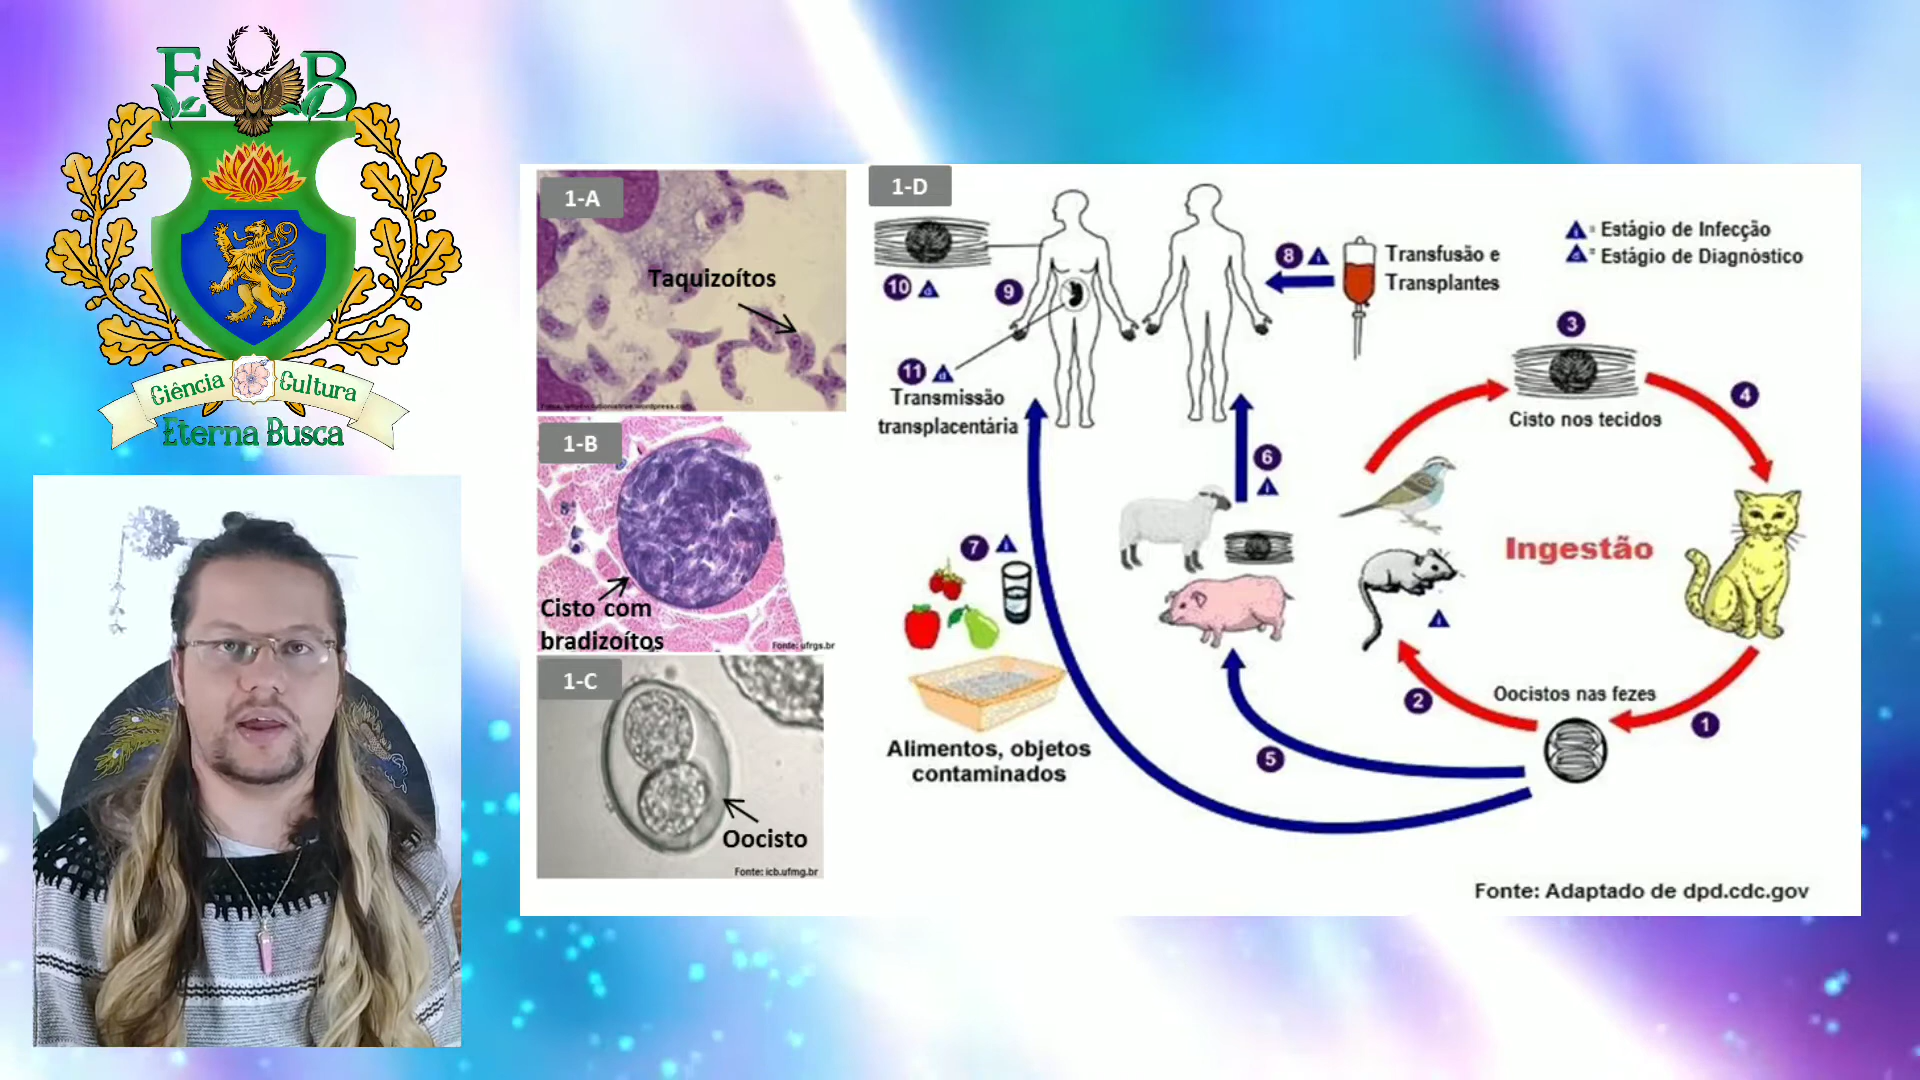 E B
Ciência Cultura
Eterna Busca
1-A
Taquizoítos
1-B
Cisto com
bradizoítos
Fonte: ufrgs.br
1-C
Oocisto
Fonte: icb.ufmg.br
1-D
10 d
9
11 d
Transmissão
transplacentária
8 i
Transfusão e
Transplantes
i = Estágio de Infecção
d = Estágio de Diagnóstico
3
Cisto nos tecidos
4
6
i
7 i
Ingestão
i
Alimentos, objetos
contaminados
5
2
Oocistos nas fezes
1
Fonte: Adaptado de dpd.cdc.gov